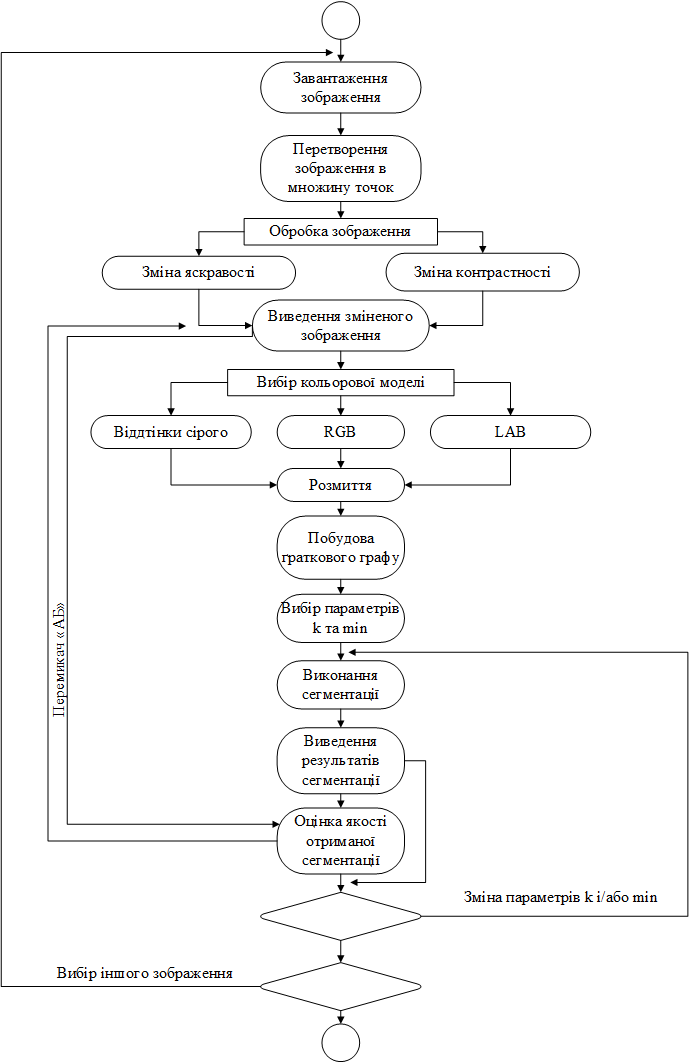 Завантаження
зображення
Перетворення
зображення в
множину точок
Обробка зображення
Зміна яскравості
Зміна контрастності
Виведення зміненого
зображення
Вибір кольорової моделі
Віддтінки сірого
RGB
LAB
Розмиття
Побудова
ґраткового графу
Вибір параметрів
k та min
Перемикач «АБ»
Виконання
сегментації
Виведення
результатів
сегментації
Оцінка якості
отриманої
сегментації
Зміна параметрів k і/або min
Вибір іншого зображення